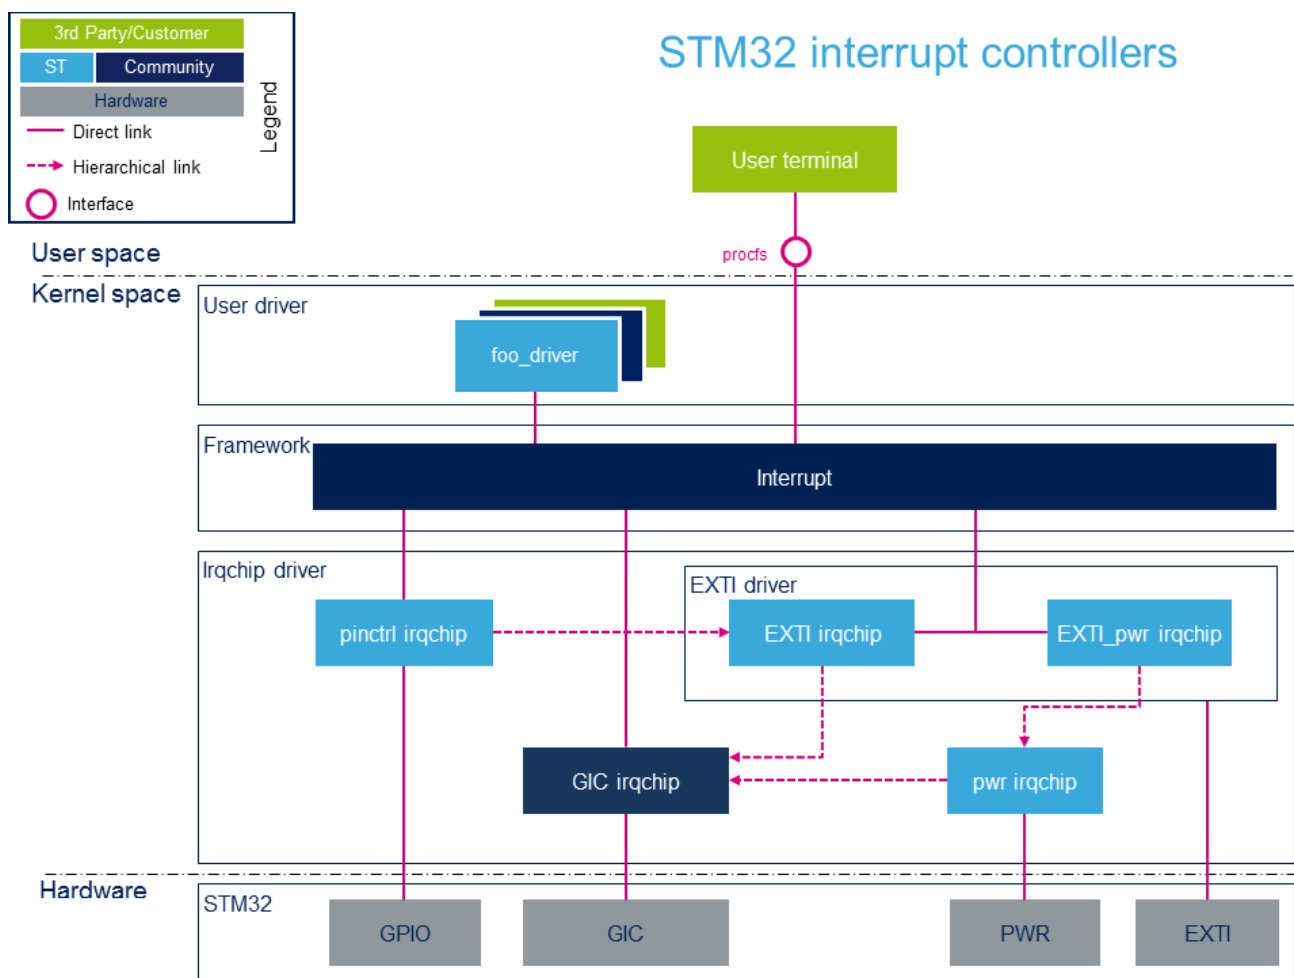 3rd Party/Customer
ST
Community
Hardware
Direct link
Hierarchical link
Interface
Legend
STM32 interrupt controllers
User terminal
procfs
User space
Kernel space
User driver
foo_driver
Framework
Interrupt
Irqchip driver
EXTI driver
pinctrl irqchip
EXTI irqchip
EXTI_pwr irqchip
GIC irqchip
pwr irqchip
Hardware
STM32
GPIO
GIC
PWR
EXTI